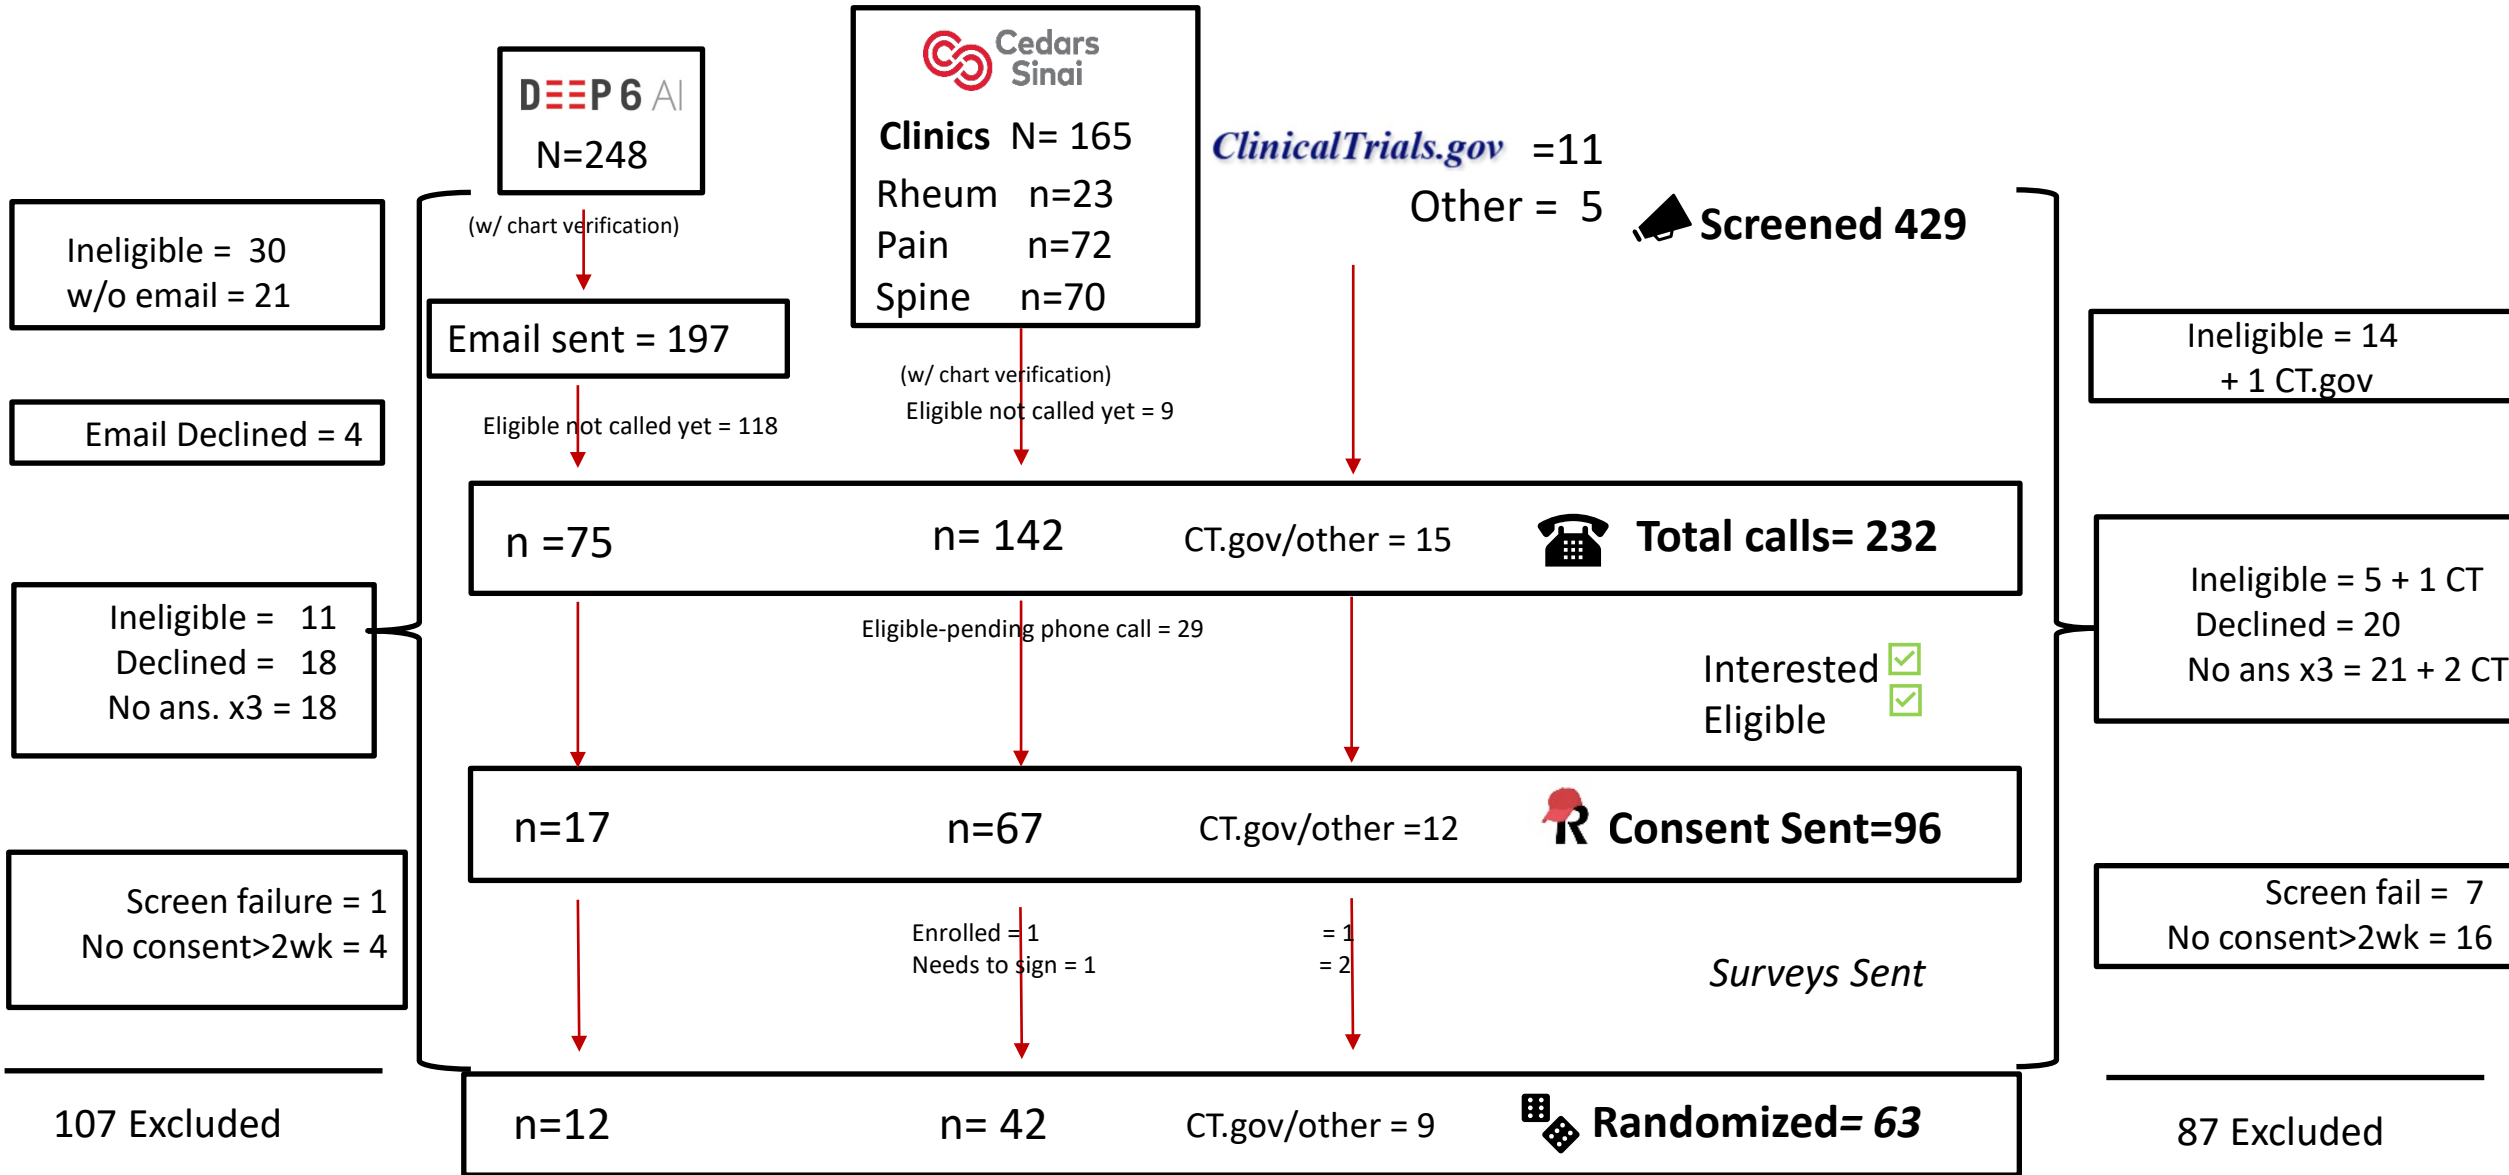 DEEP 6 AI
N=248
(w/ chart verification)
Email sent = 197
Eligible not called yet = 118
Cedars
Sinai
Clinics N= 165
Rheum n=23
Pain n=72
Spine n=70
(w/ chart verification)
Eligible not called yet = 9
ClinicalTrials.gov =11
Other = 5
Screened 429
Ineligible = 30
w/o email = 21
Email Declined = 4
Ineligible = 14
+ 1 CT.gov
n =75
n= 142
CT.gov/other = 15
Total calls= 232
Ineligible = 11
Declined = 18
No ans. x3 = 18
Eligible-pending phone call = 29
Interested
Eligible
Ineligible = 5 + 1 CT
Declined = 20
No ans x3 = 21 + 2 CT
n=17
n=67
CT.gov/other =12
R Consent Sent=96
Screen failure = 1
No consent>2wk = 4
Enrolled = 1 = 1
Needs to sign = 1 = 2
Surveys Sent
Screen fail = 7
No consent>2wk = 16
107 Excluded
n=12
n= 42
CT.gov/other = 9
Randomized= 63
87 Excluded